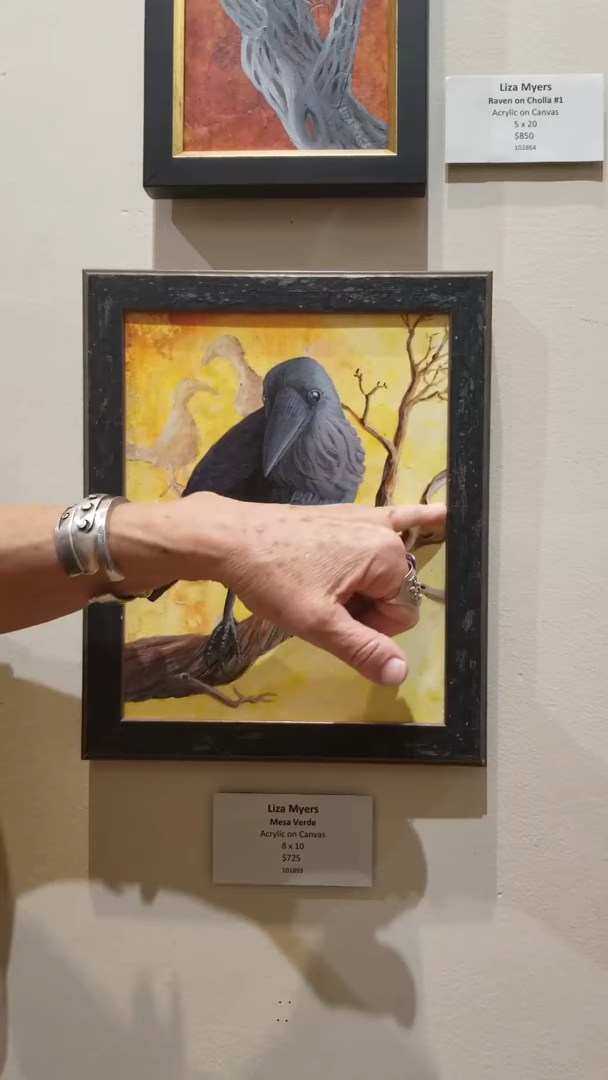 Liza Myers
Raven on Cholla #1
Acrylic on Canvas
5 x 20
$850
102864
Liza Myers
Mesa Verde
Acrylic on Canvas
8 x 10
$725
101893